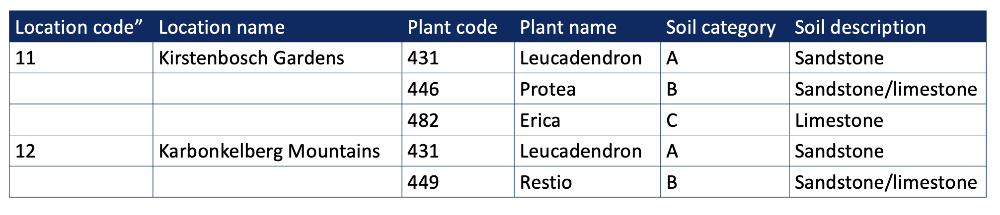 Location code” Location name Plant code Plant name Soil category Soil description
11 Kirstenbosch Gardens 431 Leucadendron A Sandstone
446 Protea B Sandstone/limestone
482 Erica C Limestone
12 Karbonkelberg Mountains 431 Leucadendron A Sandstone
449 Restio B Sandstone/limestone